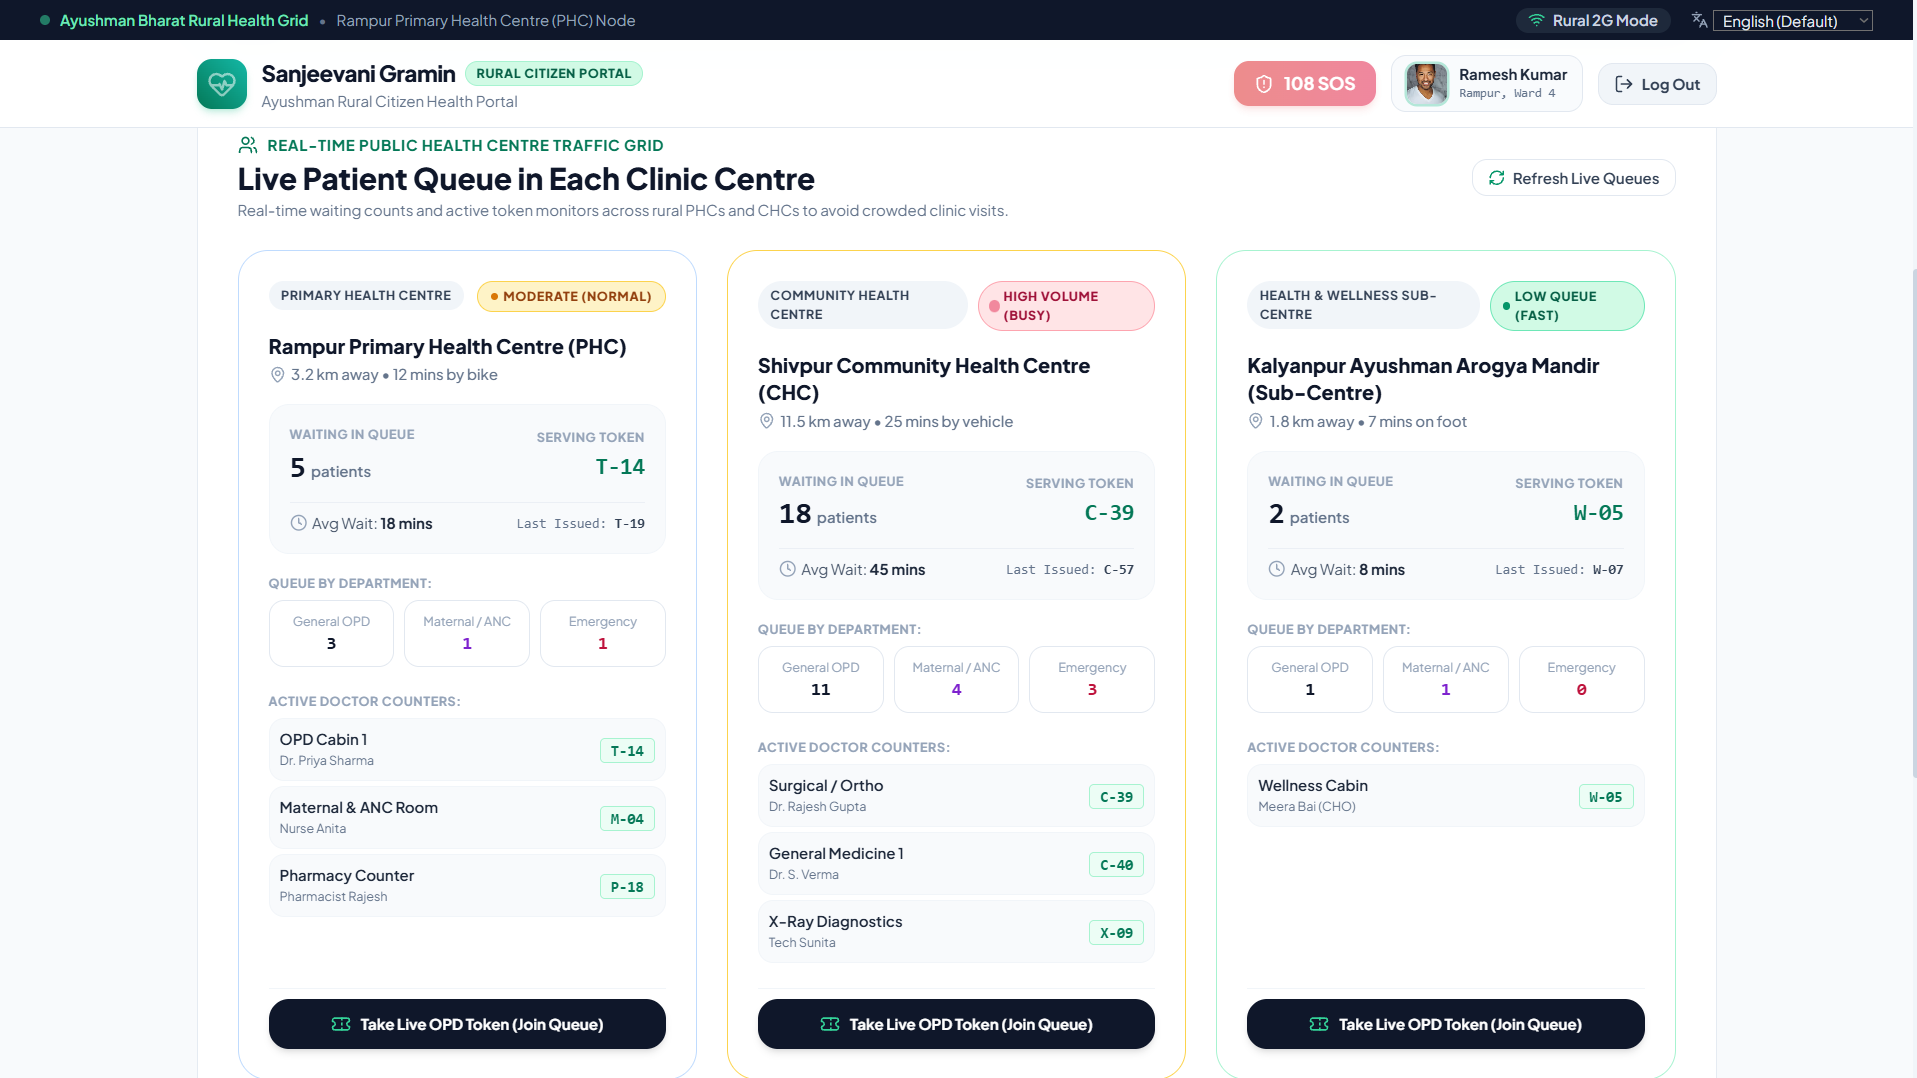 Ayushman Bharat Rural Health Grid • Rampur Primary Health Centre (PHC) Node
Rural 2G Mode
English (Default)
Sanjeevani Gramin RURAL CITIZEN PORTAL
Ayushman Rural Citizen Health Portal
108 SOS
Ramesh Kumar
Rampur, Ward 4
Log Out
REAL-TIME PUBLIC HEALTH CENTRE TRAFFIC GRID
Live Patient Queue in Each Clinic Centre
Real-time waiting counts and active token monitors across rural PHCs and CHCs to avoid crowded clinic visits.
Refresh Live Queues
PRIMARY HEALTH CENTRE
MODERATE (NORMAL)
Rampur Primary Health Centre (PHC)
3.2 km away • 12 mins by bike
WAITING IN QUEUE
5 patients
SERVING TOKEN
T-14
Avg Wait: 18 mins
Last Issued: T-19
QUEUE BY DEPARTMENT:
General OPD
3
Maternal / ANC
1
Emergency
1
ACTIVE DOCTOR COUNTERS:
OPD Cabin 1
Dr. Priya Sharma
T-14
Maternal & ANC Room
Nurse Anita
M-04
Pharmacy Counter
Pharmacist Rajesh
P-18
Take Live OPD Token (Join Queue)
COMMUNITY HEALTH
CENTRE
HIGH VOLUME
(BUSY)
Shivpur Community Health Centre
(CHC)
11.5 km away • 25 mins by vehicle
WAITING IN QUEUE
18 patients
SERVING TOKEN
C-39
Avg Wait: 45 mins
Last Issued: C-57
QUEUE BY DEPARTMENT:
General OPD
11
Maternal / ANC
4
Emergency
3
ACTIVE DOCTOR COUNTERS:
Surgical / Ortho
Dr. Rajesh Gupta
C-39
General Medicine 1
Dr. S. Verma
C-40
X-Ray Diagnostics
Tech Sunita
X-09
Take Live OPD Token (Join Queue)
HEALTH & WELLNESS SUB-
CENTRE
LOW QUEUE
(FAST)
Kalyanpur Ayushman Arogya Mandir
(Sub-Centre)
1.8 km away • 7 mins on foot
WAITING IN QUEUE
2 patients
SERVING TOKEN
W-05
Avg Wait: 8 mins
Last Issued: W-07
QUEUE BY DEPARTMENT:
General OPD
1
Maternal / ANC
1
Emergency
0
ACTIVE DOCTOR COUNTERS:
Wellness Cabin
Meera Bai (CHO)
W-05
Take Live OPD Token (Join Queue)